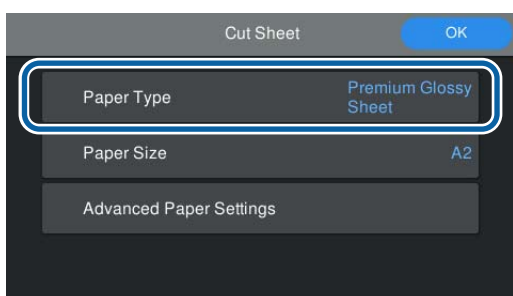 Cut Sheet OK
Paper Type Premium Glossy
Sheet
Paper Size A2
Advanced Paper Settings